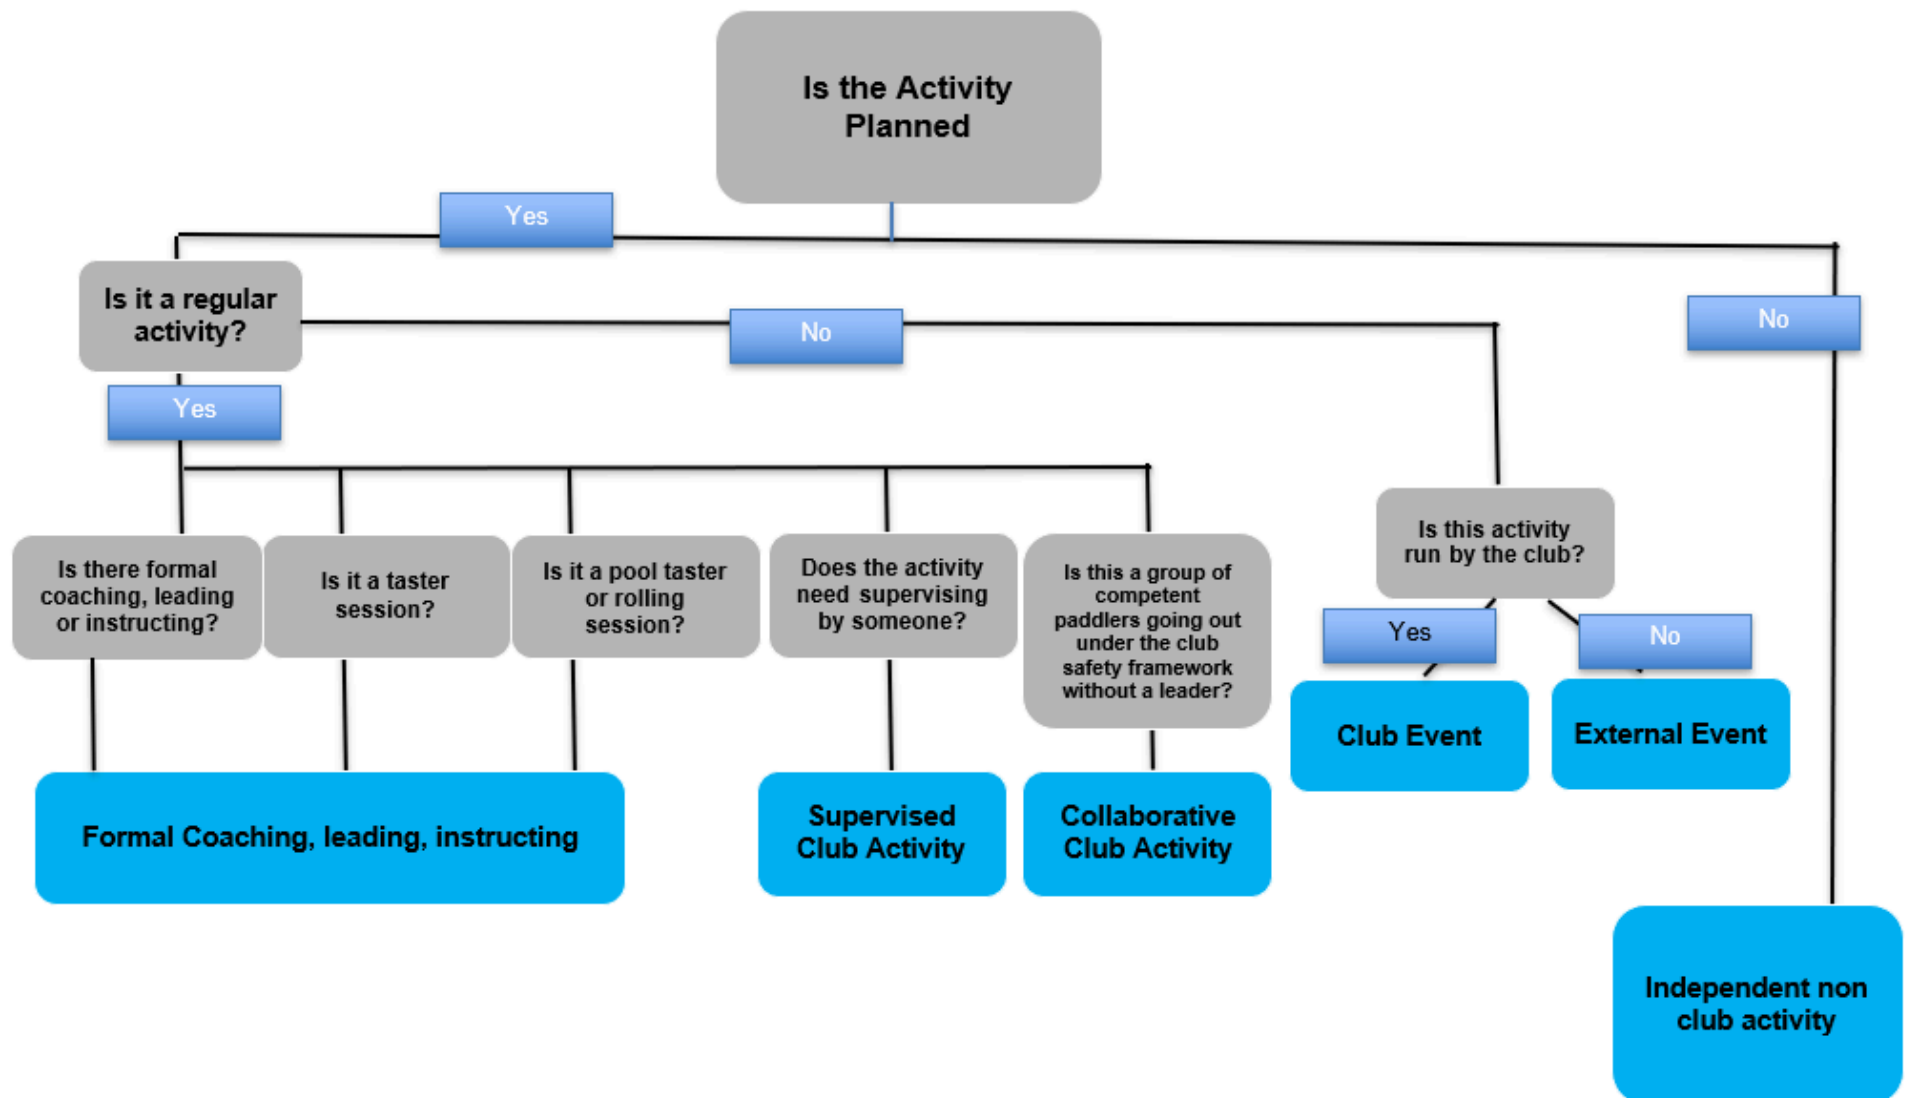 Is the Activity
Planned
Yes
Is it a regular
activity?
No
No
Yes
Is there formal
coaching, leading
or instructing?
Is it a taster
session?
Is it a pool taster
or rolling
session?
Does the activity
need supervising
by someone?
Is this a group of
competent
paddlers going out
under the club
safety framework
without a leader?
Is this activity
run by the club?
Yes
No
Club Event
External Event
Formal Coaching, leading, instructing
Supervised
Club Activity
Collaborative
Club Activity
Independent non
club activity